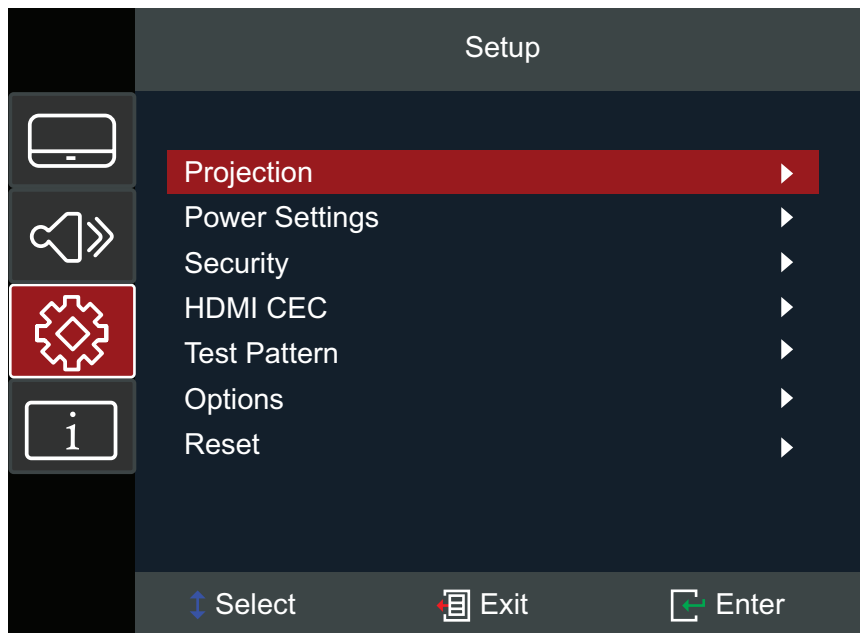 Setup
Projection
Power Settings
Security
HDMI CEC
Test Pattern
Options
Reset
i
Select Exit Enter